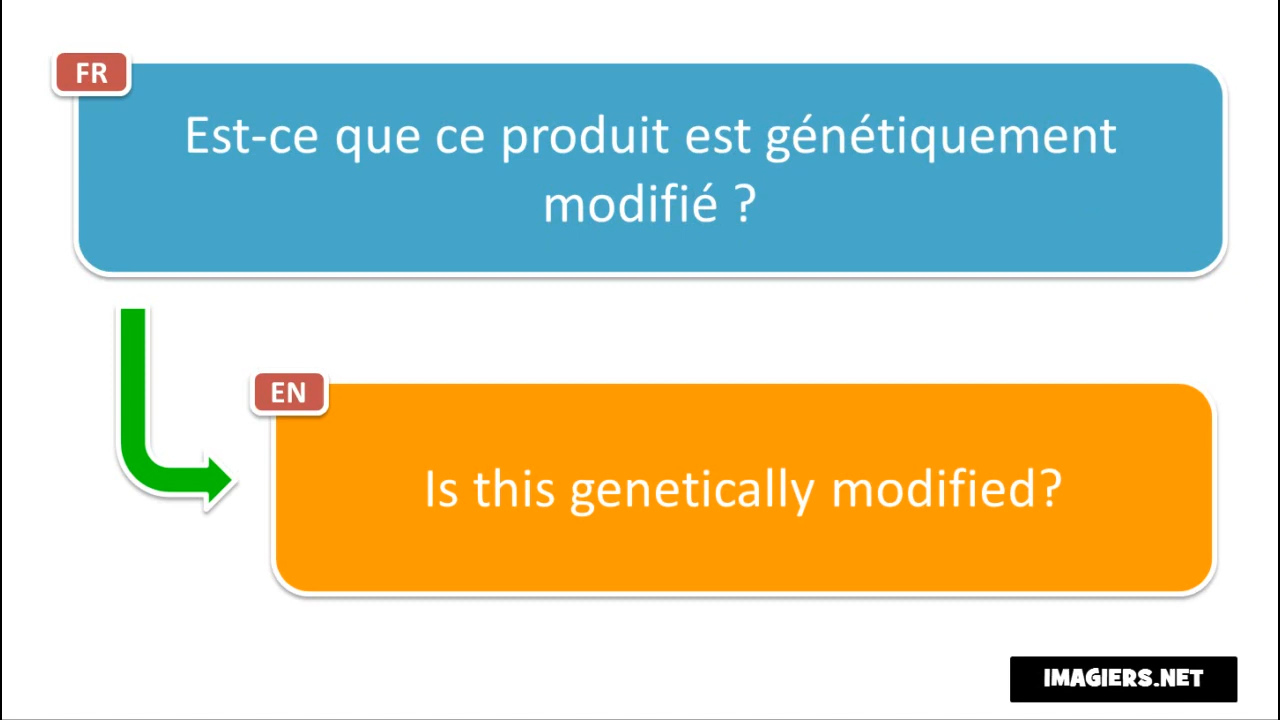 FR
Est-ce que ce produit est génétiquement
modifié ?
EN
Is this genetically modified?
IMAGIERS.NET